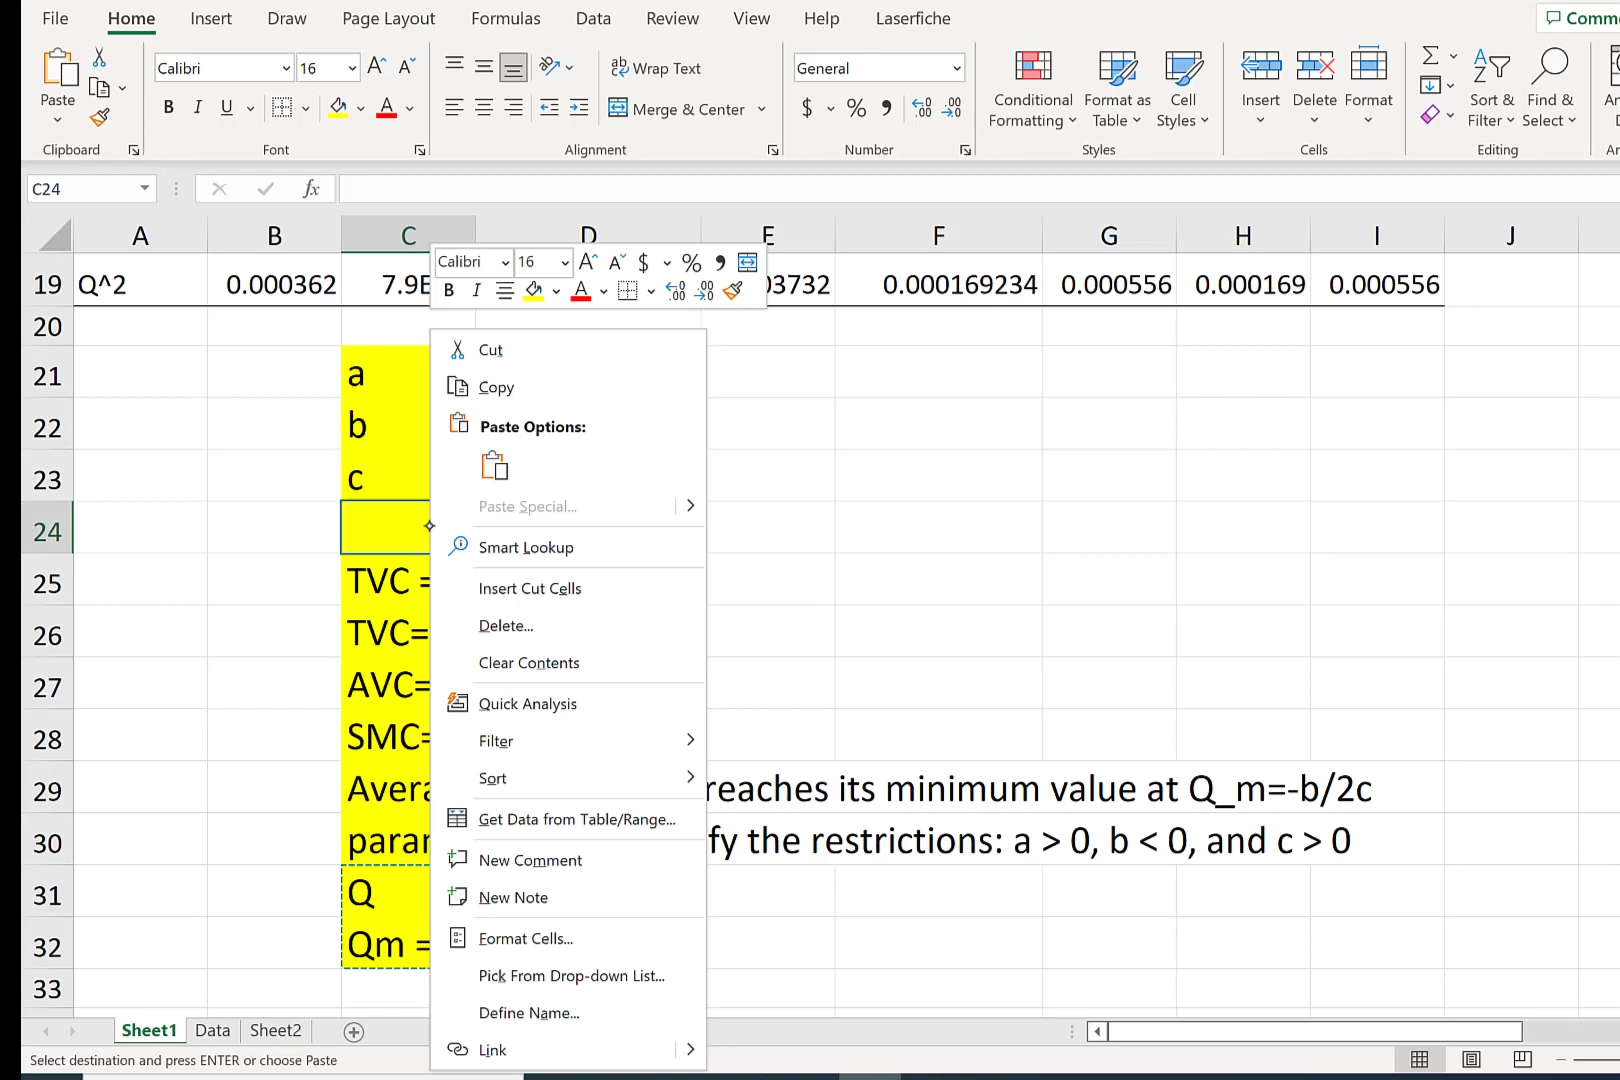 File Home Insert Draw Page Layout Formulas Data Review View Help Laserfiche
Calibri 16 A^ A˅ Wrap Text General
Paste B I U A Merge & Center $ % , .00 .00 Conditional Formatting Format as Table Cell Styles Insert Delete Format Sort & Filter Find & Select
Clipboard Font Alignment Number Styles Cells Editing
C24 fx
A B C D E F G H I J
Calibri 16 A^ A˅ $ % ,
B I A .00 .00
19 Q^2 0.000362 7.9E 03732 0.000169234 0.000556 0.000169 0.000556
20
21 a
22 b
23 c
24
25 TVC =
26 TVC=
27 AVC=
28 SMC=
29 reaches its minimum value at Q_m=-b/2c
30 fy the restrictions: a > 0, b < 0, and c > 0
31 Q
32 Qm =
33
Cut
Copy
Paste Options:
Paste Special...
Smart Lookup
Insert Cut Cells
Delete...
Clear Contents
Quick Analysis
Filter
Sort
Get Data from Table/Range...
New Comment
New Note
Format Cells...
Pick From Drop-down List...
Define Name...
Link
Sheet1 Data Sheet2
Select destination and press ENTER or choose Paste